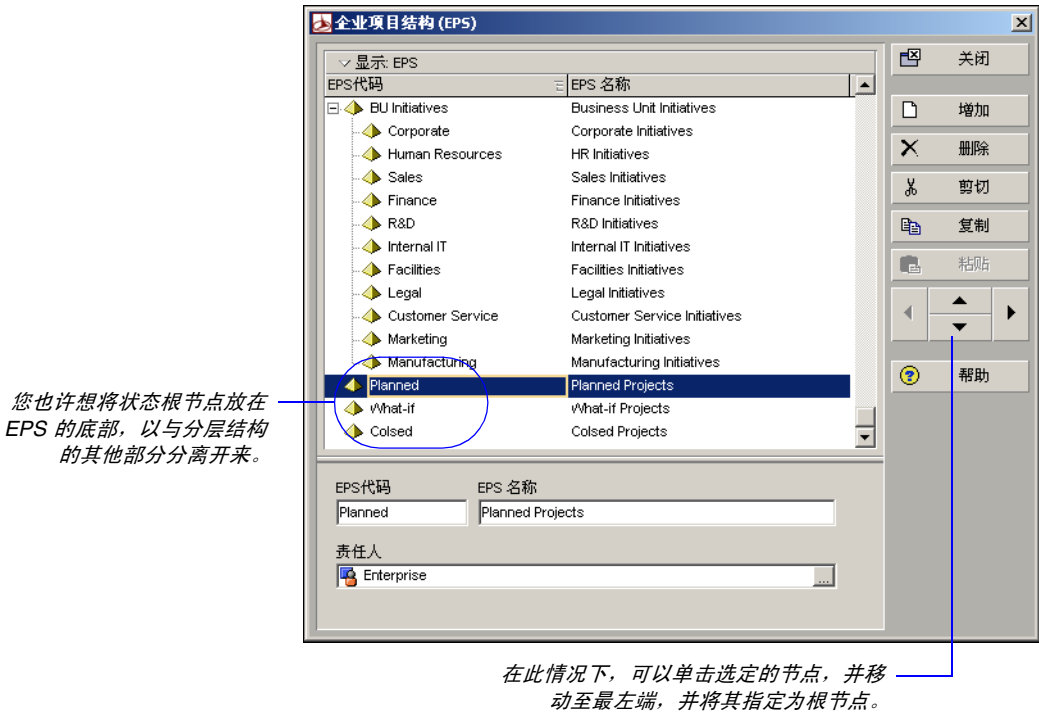 企业项目结构 (EPS)
显示: EPS
EPS代码 EPS 名称
BU Initiatives Business Unit Initiatives
Corporate Corporate Initiatives
Human Resources HR Initiatives
Sales Sales Initiatives
Finance Finance Initiatives
R&D R&D Initiatives
Internal IT Internal IT Initiatives
Facilities Facilities Initiatives
Legal Legal Initiatives
Customer Service Customer Service Initiatives
Marketing Marketing Initiatives
Manufacturing Manufacturing Initiatives
Planned Planned Projects
What-if What-if Projects
Colsed Colsed Projects
EPS代码 EPS 名称
Planned Planned Projects
责任人
Enterprise ...
关闭
增加
删除
剪切
复制
粘贴
帮助
您也许想将状态根节点放在
EPS 的底部，以与分层结构
的其他部分分离开来。
在此情况下，可以单击选定的节点，并移
动至最左端，并将其指定为根节点。